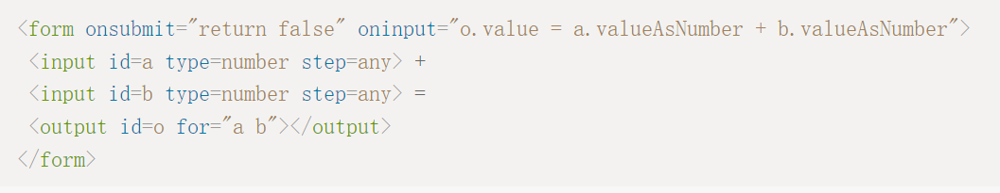 <form onsubmit="return false" oninput="o.value = a.valueAsNumber + b.valueAsNumber">
 <input id=a type=number step=any> +
 <input id=b type=number step=any> =
 <output id=o for="a b"></output>
</form>